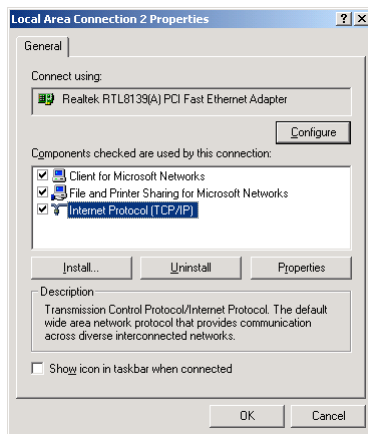 Local Area Connection 2 Properties
General
Connect using:
Realtek RTL8139(A) PCI Fast Ethernet Adapter
Configure
Components checked are used by this connection:
Client for Microsoft Networks
File and Printer Sharing for Microsoft Networks
Internet Protocol (TCP/IP)
Install...
Uninstall
Properties
Description
Transmission Control Protocol/Internet Protocol. The default
wide area network protocol that provides communication
across diverse interconnected networks.
Show icon in taskbar when connected
OK
Cancel